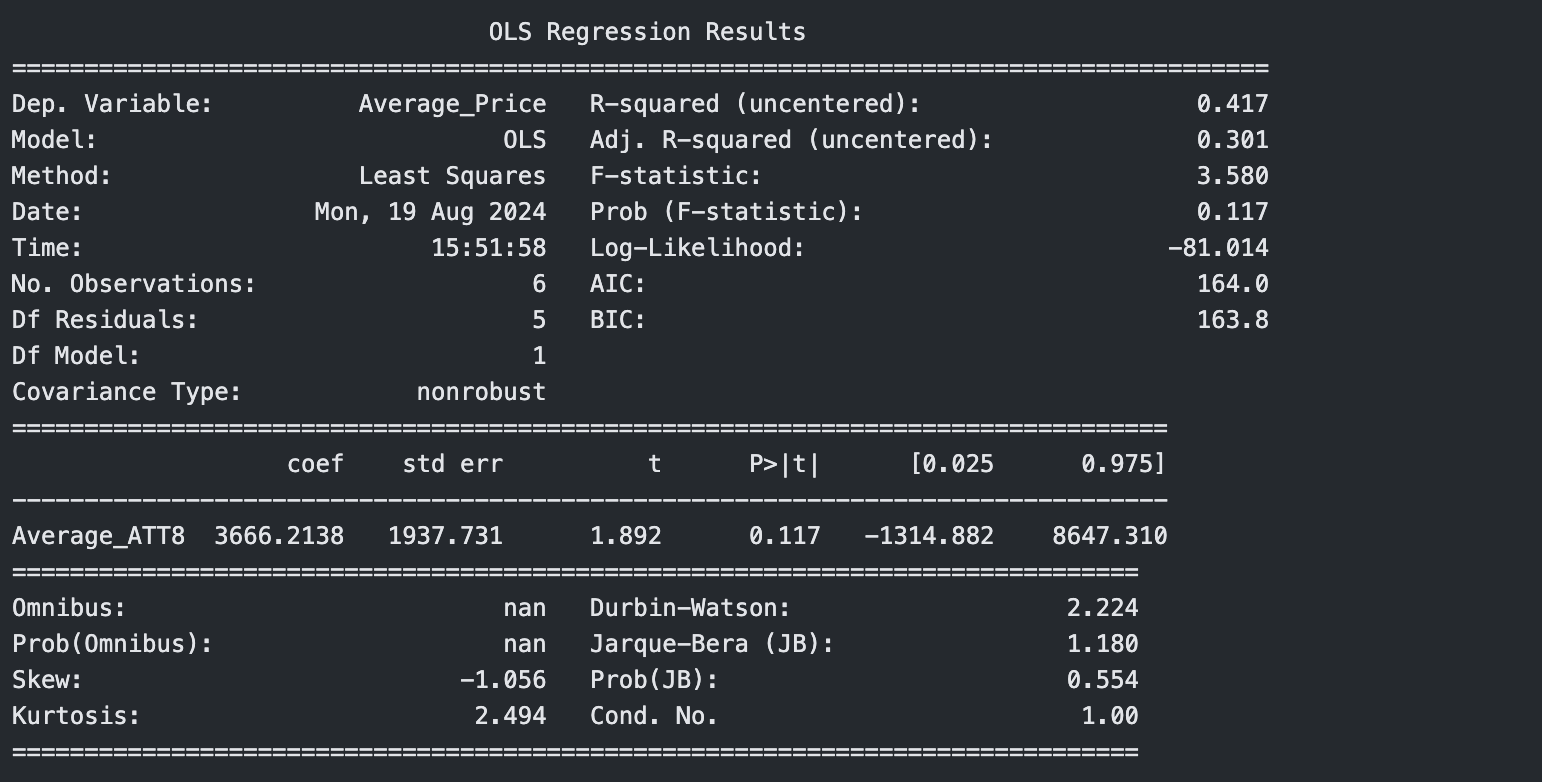 OLS Regression Results
==============================================================================
Dep. Variable: Average_Price R-squared (uncentered): 0.417
Model: OLS Adj. R-squared (uncentered): 0.301
Method: Least Squares F-statistic: 3.580
Date: Mon, 19 Aug 2024 Prob (F-statistic): 0.117
Time: 15:51:58 Log-Likelihood: -81.014
No. Observations: 6 AIC: 164.0
Df Residuals: 5 BIC: 163.8
Df Model: 1
Covariance Type: nonrobust
==============================================================================
coef std err t P>|t| [0.025 0.975]
------------------------------------------------------------------------------
Average_ATT8 3666.2138 1937.731 1.892 0.117 -1314.882 8647.310
==============================================================================
Omnibus: nan Durbin-Watson: 2.224
Prob(Omnibus): nan Jarque-Bera (JB): 1.180
Skew: -1.056 Prob(JB): 0.554
Kurtosis: 2.494 Cond. No. 1.00
==============================================================================